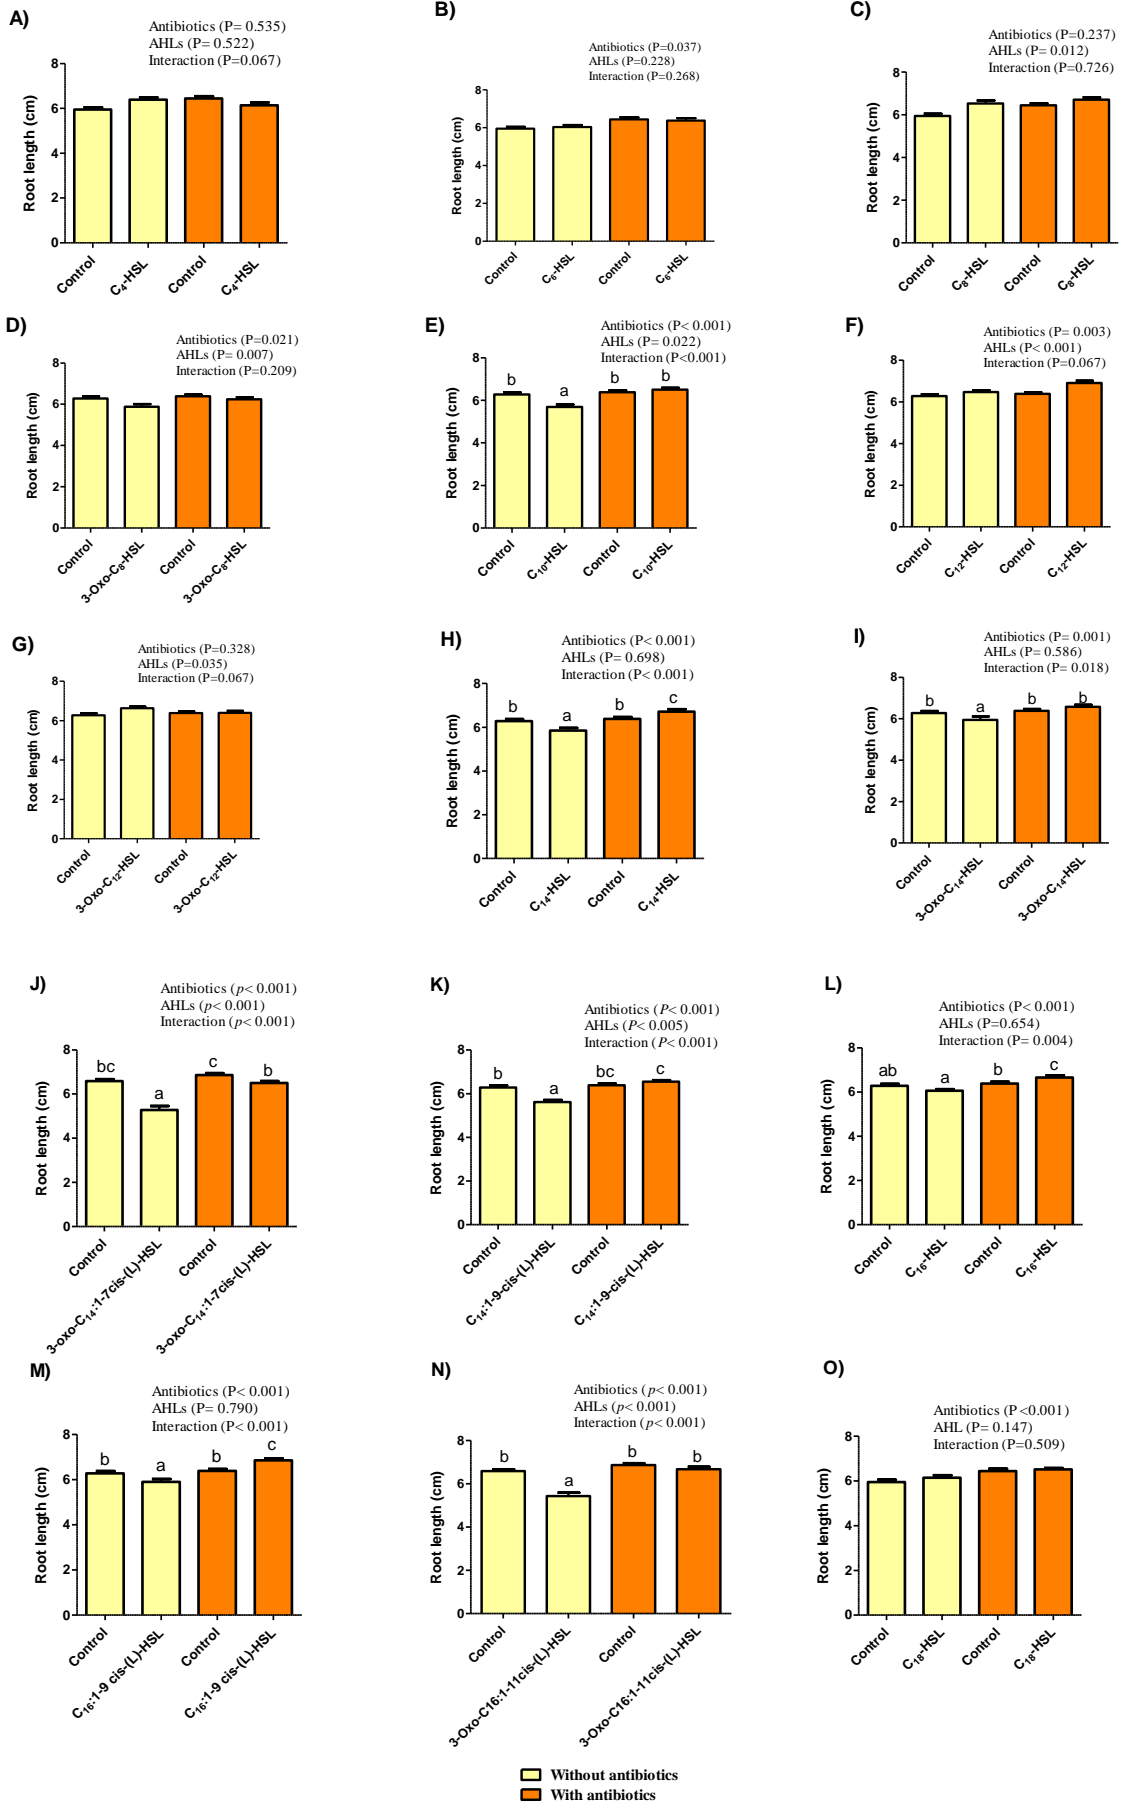 A)
Antibiotics (P= 0.535)
AHLs (P= 0.522)
Interaction (P=0.067)
Root length (cm)
8
6
4
2
0
Control
C₄-HSL
Control
C₄-HSL
B)
Antibiotics (P=0.037)
AHLs (P=0.228)
Interaction (P=0.268)
Root length (cm)
8
6
4
2
0
Control
C₆-HSL
Control
C₆-HSL
C)
Antibiotics (P=0.237)
AHLs (P= 0.012)
Interaction (P=0.726)
Root length (cm)
8
6
4
2
0
Control
C₈-HSL
Control
C₈-HSL
D)
Antibiotics (P=0.021)
AHLs (P= 0.007)
Interaction (P=0.209)
Root length (cm)
8
6
4
2
0
Control
3-Oxo-C₈-HSL
Control
3-Oxo-C₈-HSL
E)
Antibiotics (P< 0.001)
AHLs (P= 0.022)
Interaction (P<0.001)
Root length (cm)
8
6
4
2
0
b
a
b
b
Control
C₁₀-HSL
Control
C₁₀-HSL
F)
Antibiotics (P= 0.003)
AHLs (P< 0.001)
Interaction (P=0.067)
Root length (cm)
8
6
4
2
0
Control
C₁₂-HSL
Control
C₁₂-HSL
G)
Antibiotics (P=0.328)
AHLs (P=0.035)
Interaction (P=0.067)
Root length (cm)
8
6
4
2
0
Control
3-Oxo-C₁₂-HSL
Control
3-Oxo-C₁₂-HSL
H)
Antibiotics (P< 0.001)
AHLs (P= 0.698)
Interaction (P< 0.001)
Root length (cm)
8
6
4
2
0
b
a
b
c
Control
C₁₄-HSL
Control
C₁₄-HSL
I)
Antibiotics (P= 0.001)
AHLs (P= 0.586)
Interaction (P= 0.018)
Root length (cm)
8
6
4
2
0
b
a
b
b
Control
3-Oxo-C₁₄-HSL
Control
3-Oxo-C₁₄-HSL
J)
Antibiotics (p< 0.001)
AHLs (p< 0.001)
Interaction (p< 0.001)
Root length (cm)
8
6
4
2
0
bc
a
c
b
Control
3-oxo-C₁₄:1-7cis-(L)-HSL
Control
3-oxo-C₁₄:1-7cis-(L)-HSL
K)
Antibiotics (P< 0.001)
AHLs (P< 0.005)
Interaction (P< 0.001)
Root length (cm)
8
6
4
2
0
b
a
bc
c
Control
C₁₄:1-9-cis-(L)-HSL
Control
C₁₄:1-9-cis-(L)-HSL
L)
Antibiotics (P< 0.001)
AHLs (P=0.654)
Interaction (P= 0.004)
Root length (cm)
8
6
4
2
0
ab
a
b
c
Control
C₁₆-HSL
Control
C₁₆-HSL
M)
Antibiotics (P< 0.001)
AHLs (P= 0.790)
Interaction (P< 0.001)
Root length (cm)
8
6
4
2
0
b
a
b
c
Control
C₁₆:1-9 cis-(L)-HSL
Control
C₁₆:1-9 cis-(L)-HSL
N)
Antibiotics (p< 0.001)
AHLs (p< 0.001)
Interaction (p< 0.001)
Root length (cm)
8
6
4
2
0
b
a
b
b
Control
3-Oxo-C16:1-11cis-(L)-HSL
Control
3-Oxo-C16:1-11cis-(L)-HSL
O)
Antibiotics (P <0.001)
AHL (P= 0.147)
Interaction (P=0.509)
Root length (cm)
8
6
4
2
0
Control
C₁₈-HSL
Control
C₁₈-HSL
Without antibiotics
With antibiotics